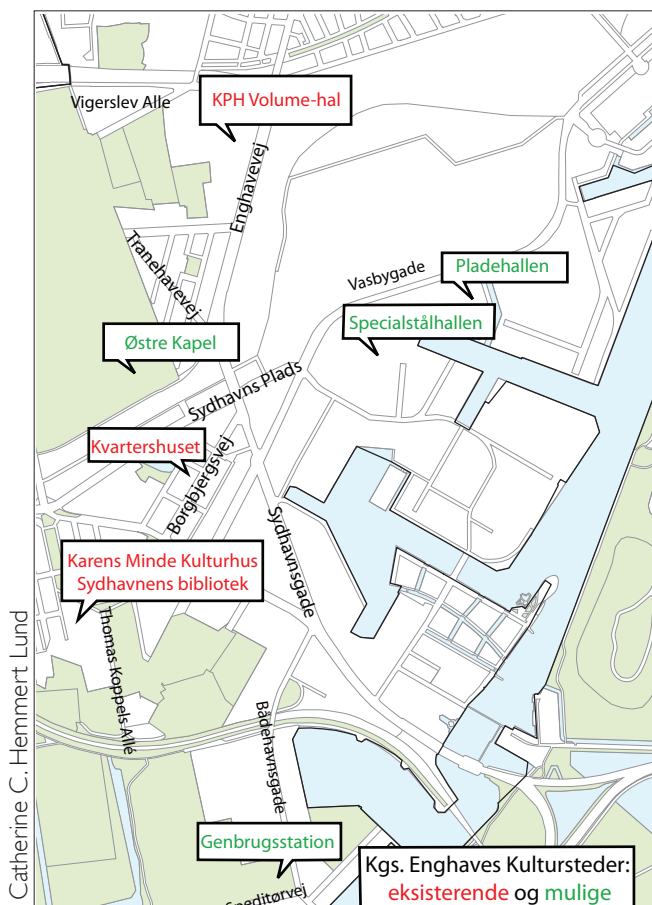 Vigerslev Alle
KPH Volume-hal
Enghavevej
Tranehavevej
Vasbygade
Pladehallen
Specialstålhallen
Østre Kapel
Sydhavns Plads
Kvartershuset
Borgbjergsvej
Sydhavnsgade
Karens Minde Kulturhus
Sydhavnens bibliotek
Thomas Koppels Allé
Bådehavnsgade
Genbrugsstation
Kgs. Enghaves Kultursteder:
eksisterende og mulige
Catherine C. Hemmert Lund